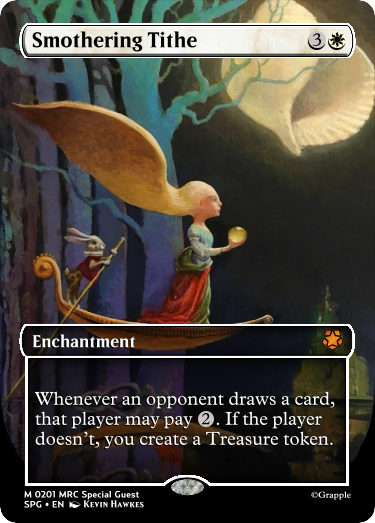 Smothering Tithe 3
Enchantment
Whenever an opponent draws a card,
that player may pay 2. If the player
doesn't, you create a Treasure token.
M 0201 MRC Special Guest
SPG • EN Kevin Hawkes
©Grapple